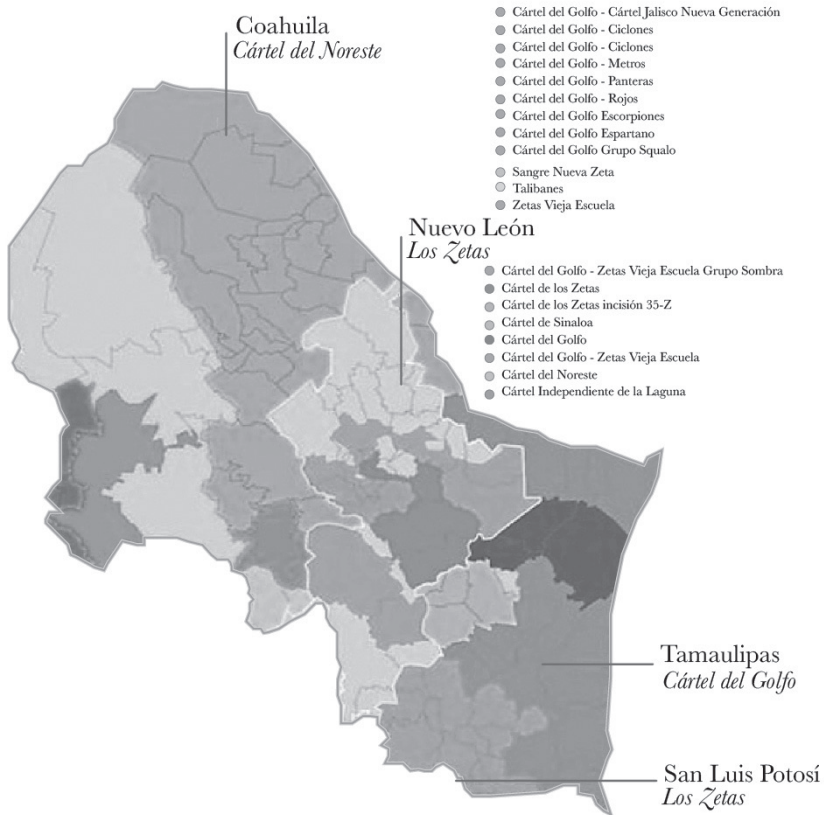 Coahuila
Cártel del Noreste
Cártel del Golfo - Cártel Jalisco Nueva Generación
Cártel del Golfo - Ciclones
Cártel del Golfo - Ciclones
Cártel del Golfo - Metros
Cártel del Golfo - Panteras
Cártel del Golfo - Rojos
Cártel del Golfo Escorpiones
Cártel del Golfo Espartano
Cártel del Golfo Grupo Squalo
Sangre Nueva Zeta
Talibanes
Zetas Vieja Escuela
Nuevo León
Los Zetas
Cártel del Golfo - Zetas Vieja Escuela Grupo Sombra
Cártel de los Zetas
Cártel de los Zetas incisión 35-Z
Cártel de Sinaloa
Cártel del Golfo
Cártel del Golfo - Zetas Vieja Escuela
Cártel del Noreste
Cártel Independiente de la Laguna
Tamaulipas
Cártel del Golfo
San Luis Potosí
Los Zetas